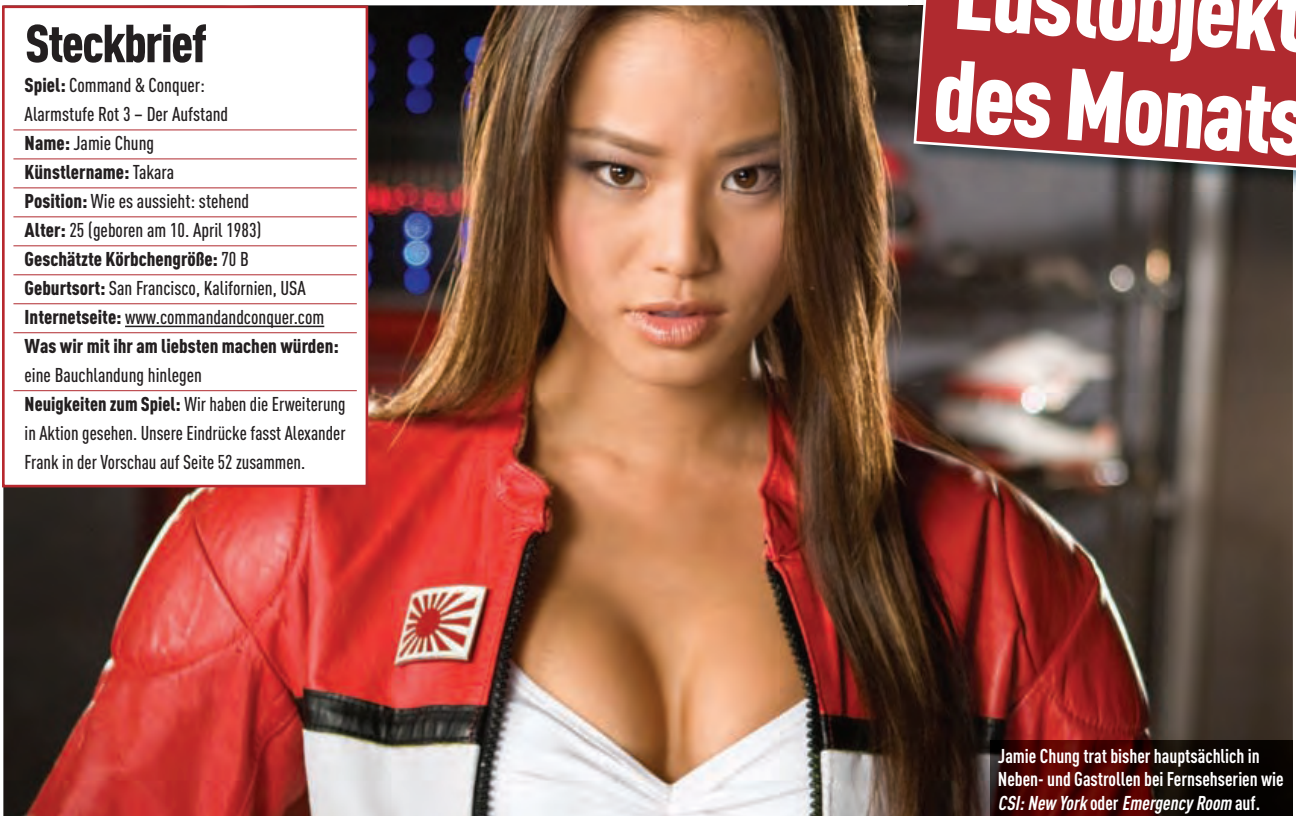 Steckbrief
Spiel: Command & Conquer:
Alarmstufe Rot 3 – Der Aufstand
Name: Jamie Chung
Künstlername: Takara
Position: Wie es aussieht: stehend
Alter: 25 (geboren am 10. April 1983)
Geschätzte Körbchengröße: 70 B
Geburtsort: San Francisco, Kalifornien, USA
Internetseite: www.commandandconquer.com
Was wir mit ihr am liebsten machen würden:
eine Bauchlandung hinlegen
Neuigkeiten zum Spiel: Wir haben die Erweiterung
in Aktion gesehen. Unsere Eindrücke fasst Alexander
Frank in der Vorschau auf Seite 52 zusammen.
Lustobjekt
des Monats
Jamie Chung trat bisher hauptsächlich in
Neben- und Gastrollen bei Fernsehserien wie
CSI: New York oder Emergency Room auf.